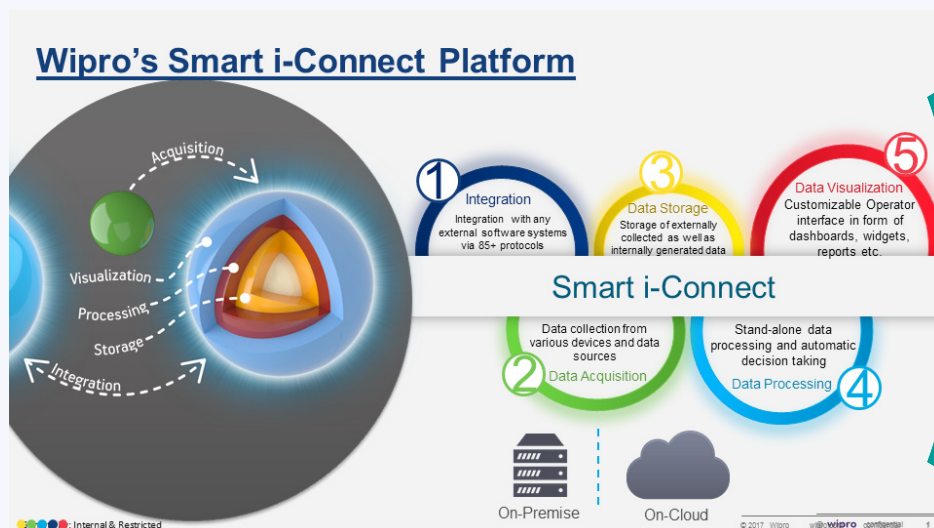 Wipro's Smart i-Connect Platform
Acquisition
Visualization
Processing
Storage
Integration
1
Integration
Integration with any
external software systems
via 85+ protocols
3
Data Storage
Storage of externally
collected as well as
internally generated data
5
Data Visualization
Customizable Operator
interface in form of
dashboards, widgets,
reports etc.
Smart i-Connect
Data collection from
various devices and data
sources
2
Data Acquisition
Stand-alone data
processing and automatic
decision taking
Data Processing
4
On-Premise
On-Cloud
: Internal & Restricted
© 2017 Wipro
wipro
confidential
1